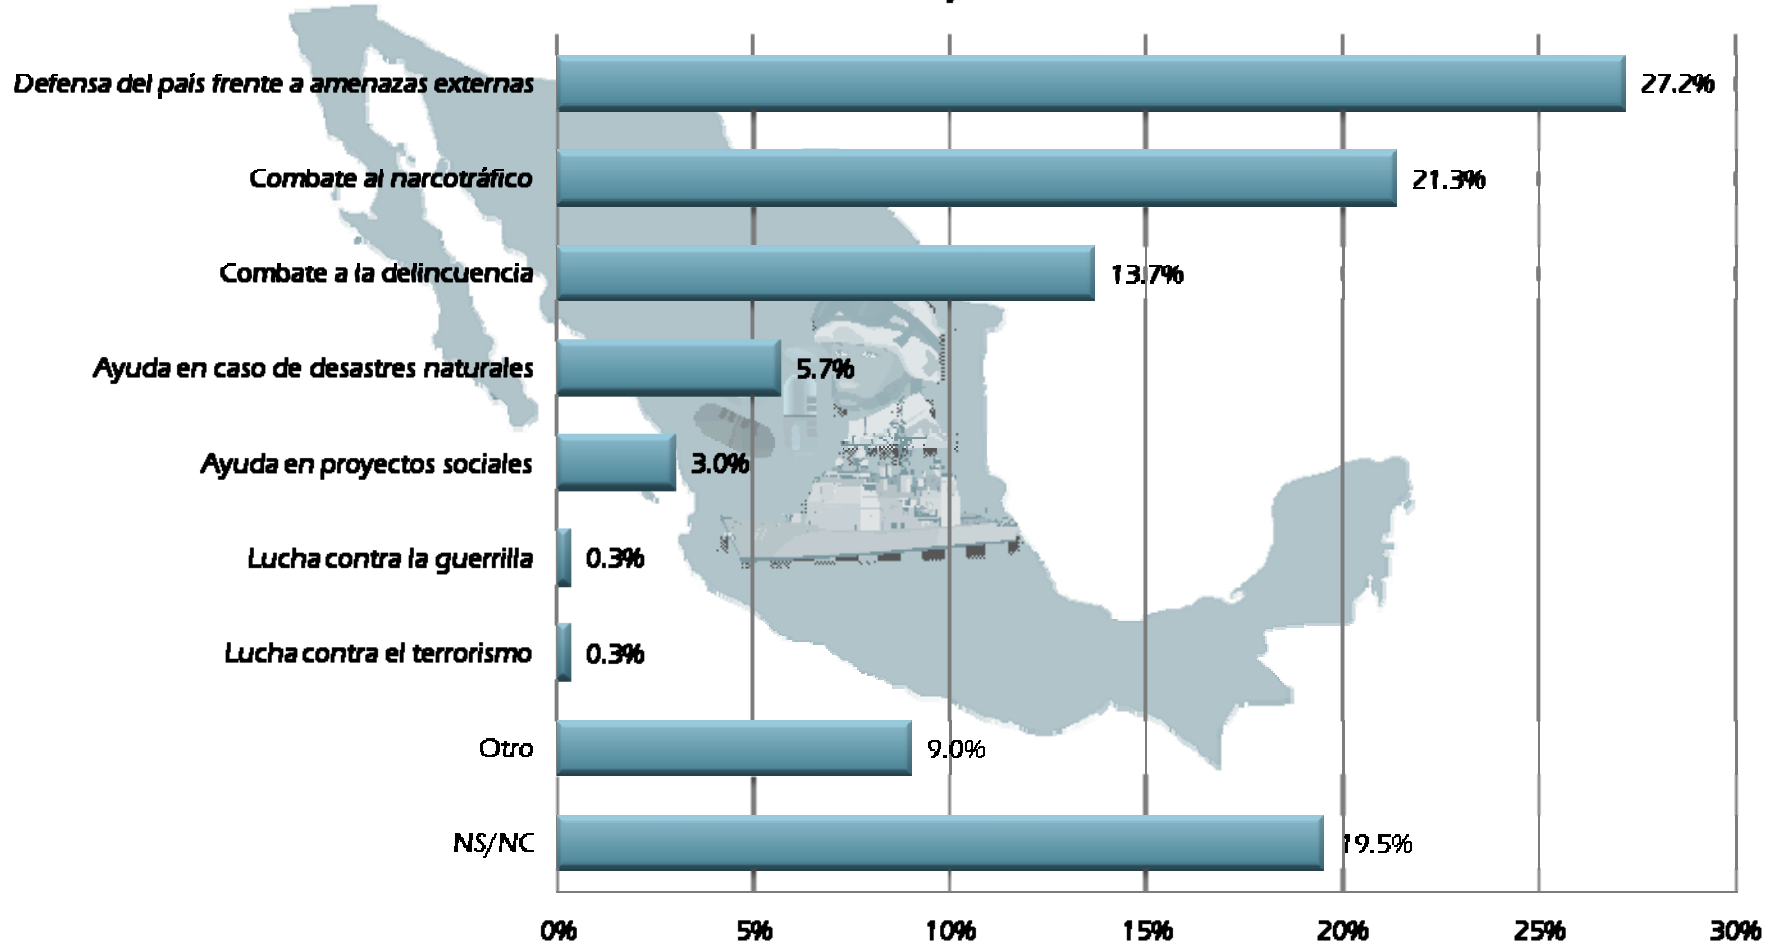 Defensa del país frente a amenazas externas 27.2%
Combate al narcotráfico 21.3%
Combate a la delincuencia 13.7%
Ayuda en caso de desastres naturales 5.7%
Ayuda en proyectos sociales 3.0%
Lucha contra la guerrilla 0.3%
Lucha contra el terrorismo 0.3%
Otro 9.0%
NS/NC 19.5%
0% 5% 10% 15% 20% 25% 30%